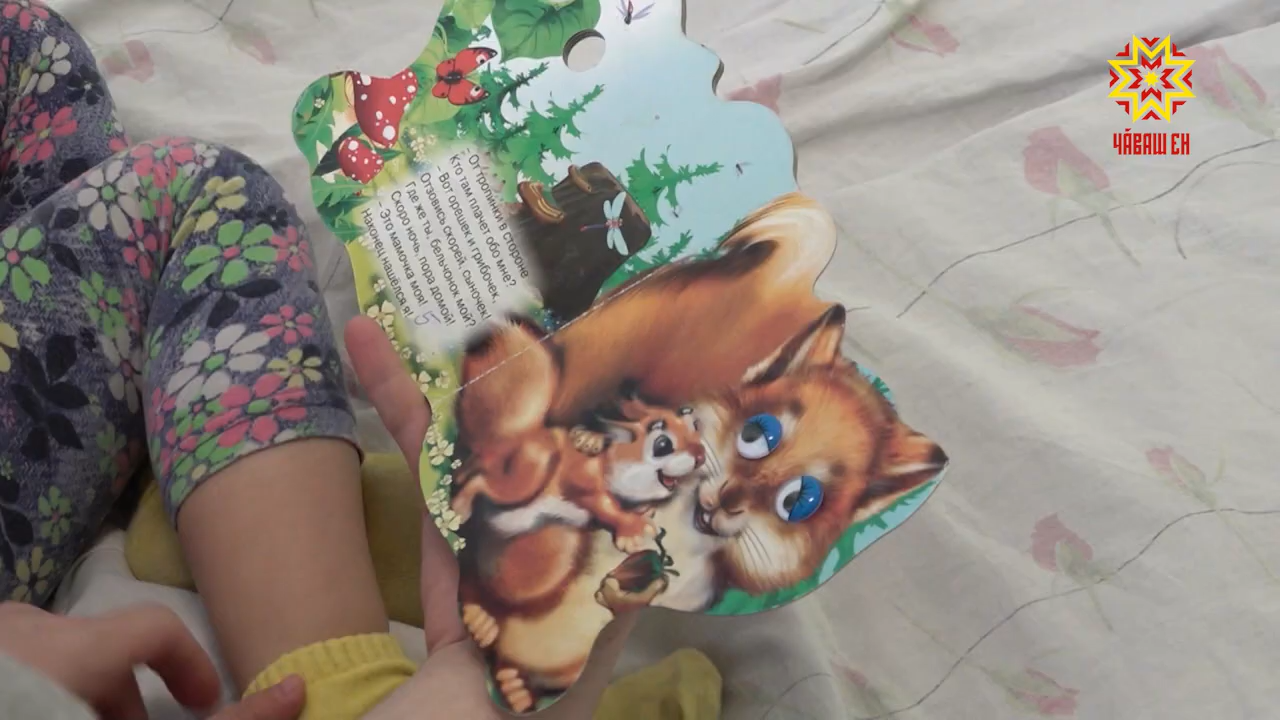 ЧӐВАШ ЕН
- От тропинки в стороне
Кто там плачет обо мне?
- Вот орешек и грибочек,
Отзовись скорей, сыночек!
Где же ты, бельчонок мой?
Скоро ночь, пора домой!
- Это мамочка моя!
Наконец нашёлся я!
5